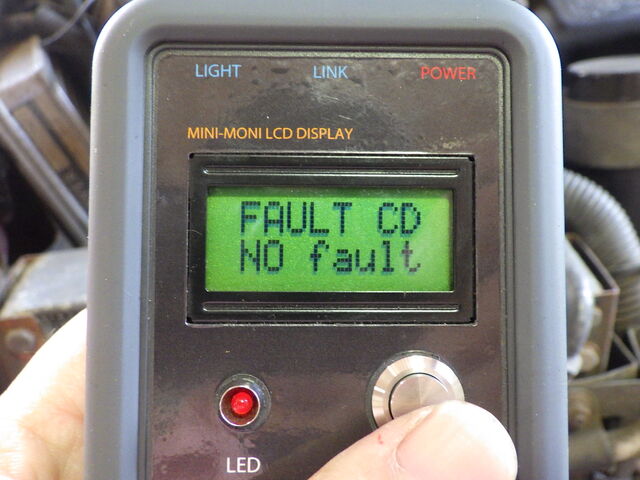 LIGHT LINK POWER
MINI-MONI LCD DISPLAY
FAULT CD
NO fault
LED